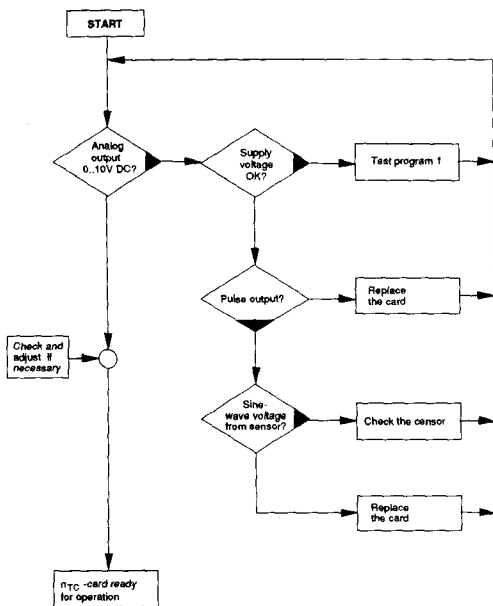 START
Analog
output
0..10V DC?
Supply
voltage
OK?
Test program 1
Pulse output?
Replace
the card
Check and
adjust if
necessary
Sine-
wave voltage
from sensor?
Check the censor
Replace
the card
nTC -card ready
for operation